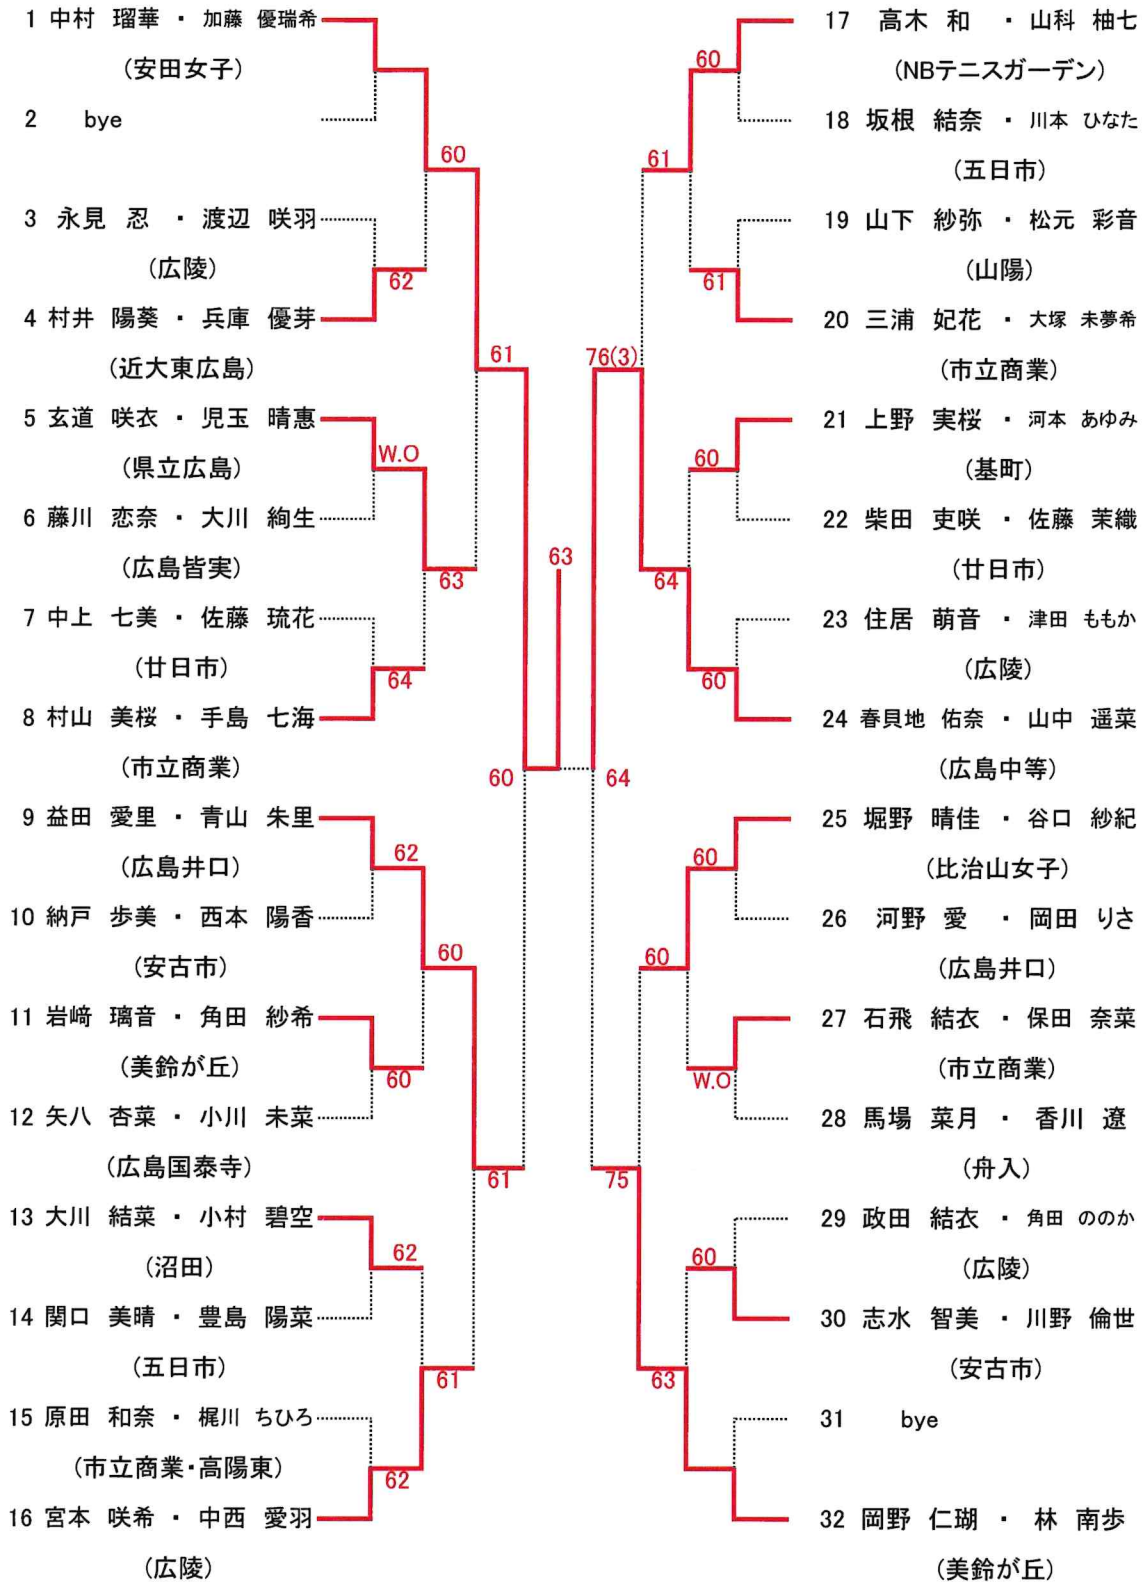 1 中村 瑠華 ・ 加藤 優瑞希
(安田女子)
2 bye
60
3 永見 忍 ・ 渡辺 咲羽
(広陵)
62
4 村井 陽葵 ・ 兵庫 優芽
(近大東広島)
61
5 玄道 咲衣 ・ 児玉 晴惠
(県立広島)
W.O
6 藤川 恋奈 ・ 大川 絢生
(広島皆実)
63
7 中上 七美 ・ 佐藤 琉花
(廿日市)
64
8 村山 美桜 ・ 手島 七海
(市立商業)
60
9 益田 愛里 ・ 青山 朱里
(広島井口)
62
10 納戸 歩美 ・ 西本 陽香
(安古市)
60
11 岩﨑 璃音 ・ 角田 紗希
(美鈴が丘)
60
12 矢八 杏菜 ・ 小川 未菜
(広島国泰寺)
61
13 大川 結菜 ・ 小村 碧空
(沼田)
62
14 関口 美晴 ・ 豊島 陽菜
(五日市)
61
15 原田 和奈 ・ 梶川 ちひろ
(市立商業・高陽東)
62
16 宮本 咲希 ・ 中西 愛羽
(広陵)
63
17 高木 和 ・ 山科 柚七
60
(NBテニスガーデン)
18 坂根 結奈 ・ 川本 ひなた
61
(五日市)
19 山下 紗弥 ・ 松元 彩音
(山陽)
61
20 三浦 妃花 ・ 大塚 未夢希
76(3)
(市立商業)
21 上野 実桜 ・ 河本 あゆみ
60
(基町)
22 柴田 吏咲 ・ 佐藤 茉織
64
(廿日市)
23 住居 萌音 ・ 津田 ももか
(広陵)
60
24 春貝地 佑奈 ・ 山中 遥菜
(広島中等)
64
25 堀野 晴佳 ・ 谷口 紗紀
60
(比治山女子)
26 河野 愛 ・ 岡田 りさ
60
(広島井口)
27 石飛 結衣 ・ 保田 奈菜
(市立商業)
W.O
28 馬場 菜月 ・ 香川 遼
(舟入)
75
29 政田 結衣 ・ 角田 ののか
60
(広陵)
30 志水 智美 ・ 川野 倫世
(安古市)
63
31 bye
32 岡野 仁瑚 ・ 林 南歩
(美鈴が丘)